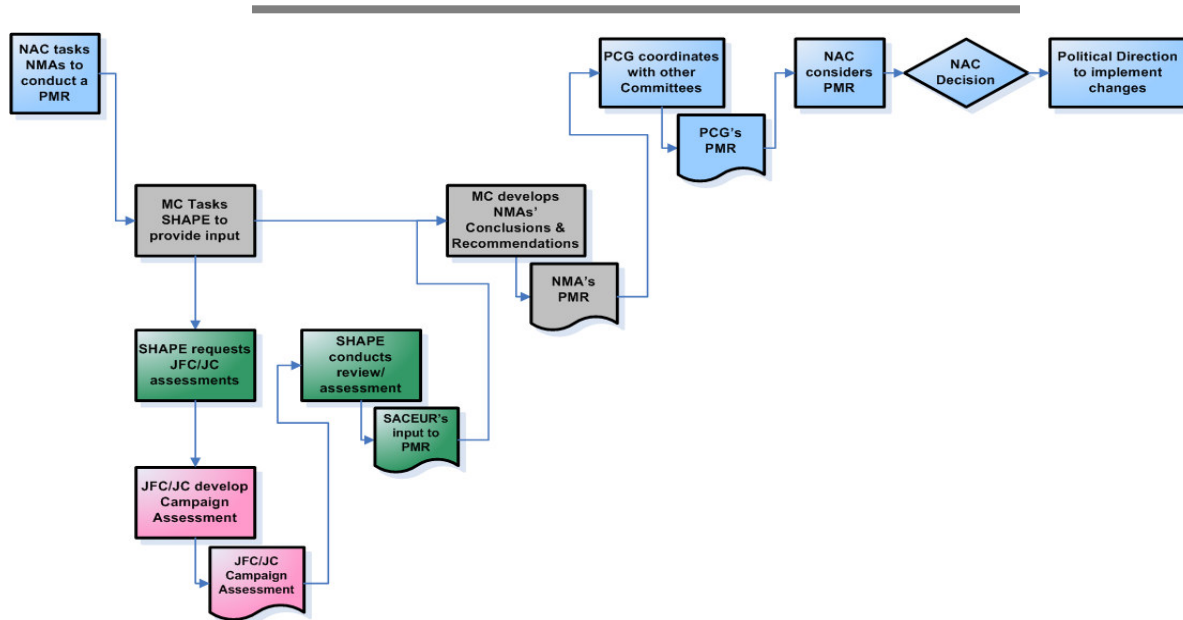 NAC tasks
NMAs to
conduct a
PMR
PCG coordinates
with other
Committees
NAC
considers
PMR
NAC
Decision
Political Direction
to implement
changes
PCG's
PMR
MC Tasks
SHAPE to
provide input
MC develops
NMAs'
Conclusions &
Recommendations
NMA's
PMR
SHAPE requests
JFC/JC
assessments
SHAPE
conducts
review/
assessment
SACEUR's
input to
PMR
JFC/JC develop
Campaign
Assessment
JFC/JC
Campaign
Assessment